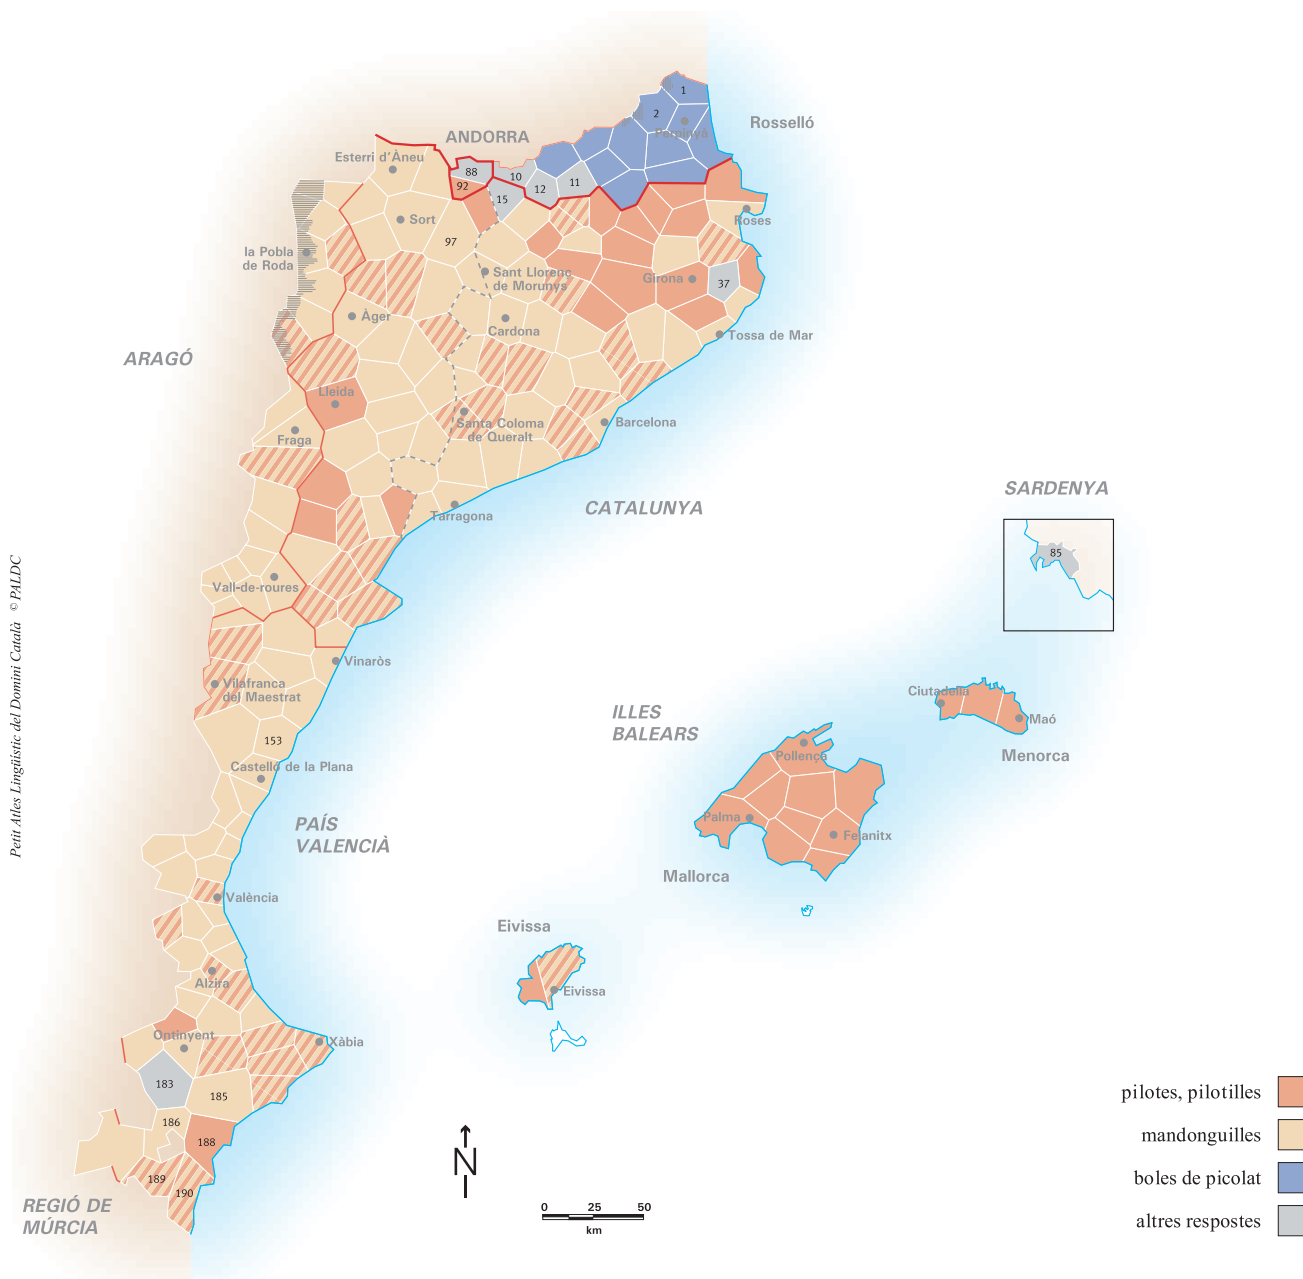 1
2
Perpinyà
Rosselló
ANDORRA
Esterri d'Àneu
88
10
12
11
92
15
Sort
97
Roses
la Pobla
de Roda
Sant Llorenç
de Morunys
Girona
37
Àger
Cardona
Tossa de Mar
ARAGÓ
Lleida
Santa Coloma
de Queralt
Barcelona
Fraga
Tarragona
CATALUNYA
SARDENYA
85
Vall-de-roures
Vinaròs
Vilafranca
del Maestrat
153
Castelló de la Plana
ILLES
BALEARS
Ciutadella
Maó
Menorca
Pollença
Palma
Felanitx
Mallorca
PAÍS
VALENCIÀ
València
Eivissa
Eivissa
Alzira
Ontinyent
Xàbia
183
185
186
188
189
190
REGIÓ DE
MÚRCIA
N
0 25 50
km
pilotes, pilotilles
mandonguilles
boles de picolat
altres respostes
Petit Atles Lingüístic del Domini Català © PALDC